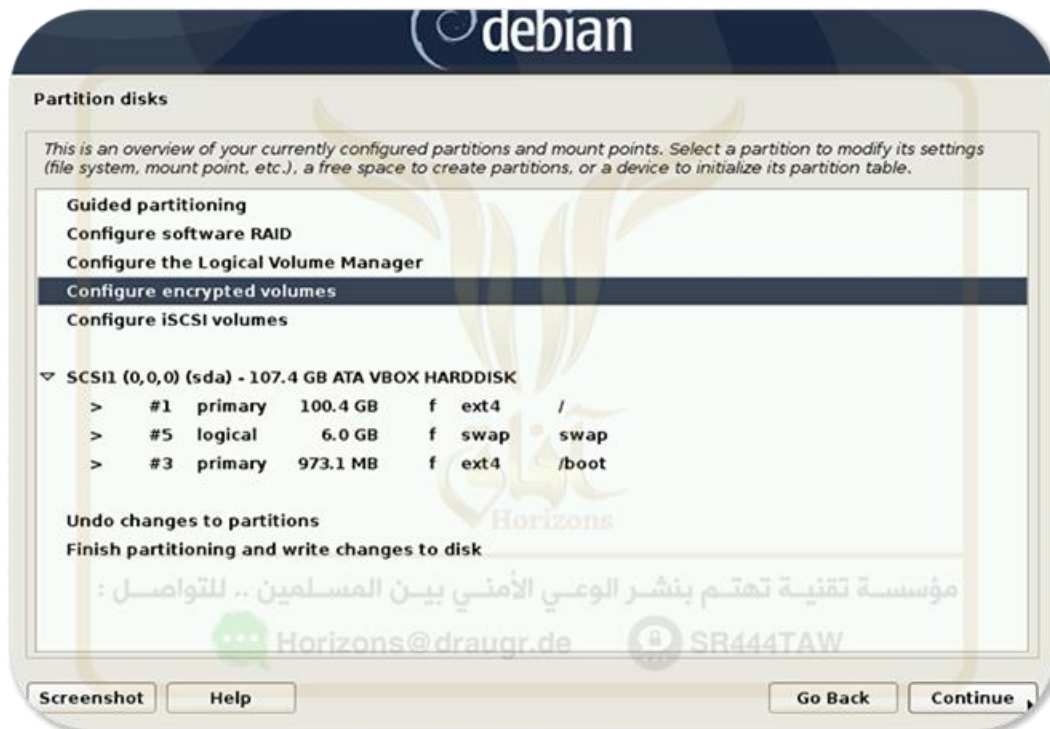 debian
Partition disks
This is an overview of your currently configured partitions and mount points. Select a partition to modify its settings
(file system, mount point, etc.), a free space to create partitions, or a device to initialize its partition table.
Guided partitioning
Configure software RAID
Configure the Logical Volume Manager
Configure encrypted volumes
Configure iSCSI volumes
SCSI1 (0,0,0) (sda) - 107.4 GB ATA VBOX HARDDISK
> #1 primary 100.4 GB f ext4 /
> #5 logical 6.0 GB f swap swap
> #3 primary 973.1 MB f ext4 /boot
آفاق
Undo changes to partitions
Horizons
Finish partitioning and write changes to disk
مؤسسة تقنية تهتم بنشر الوعي الأمني بين المسلمين .. للتواصل :
Horizons@draugr.de SR444TAW
Screenshot Help Go Back Continue